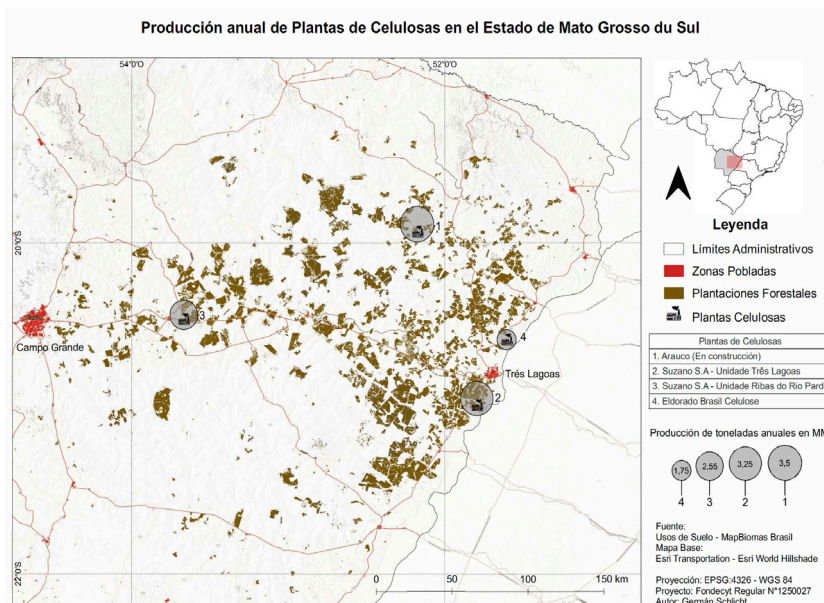 Producción anual de Plantas de Celulosas en el Estado de Mato Grosso du Sul
54°0'O
52°0'O
20°0'S
22°0'S
1
3
4
2
Campo Grande
Trés Lagoas
0 50 100 150 km
Leyenda
Límites Administrativos
Zonas Pobladas
Plantaciones Forestales
Plantas Celulosas
Plantas de Celulosas
1. Arauco (En construcción)
2. Suzano S.A - Unidade Três Lagoas
3. Suzano S.A - Unidade Ribas do Rio Pard
4. Eldorado Brasil Celulose
Producción de toneladas anuales en MM
1,75 2,55 3,25 3,5
4 3 2 1
Fuente:
Usos de Suelo - MapBiomas Brasil
Mapa Base:
Esri Transportation - Esri World Hillshade
Proyección: EPSG:4326 - WGS 84
Proyecto: Fondecyt Regular N°1250027
Autor: Germán Schlicht